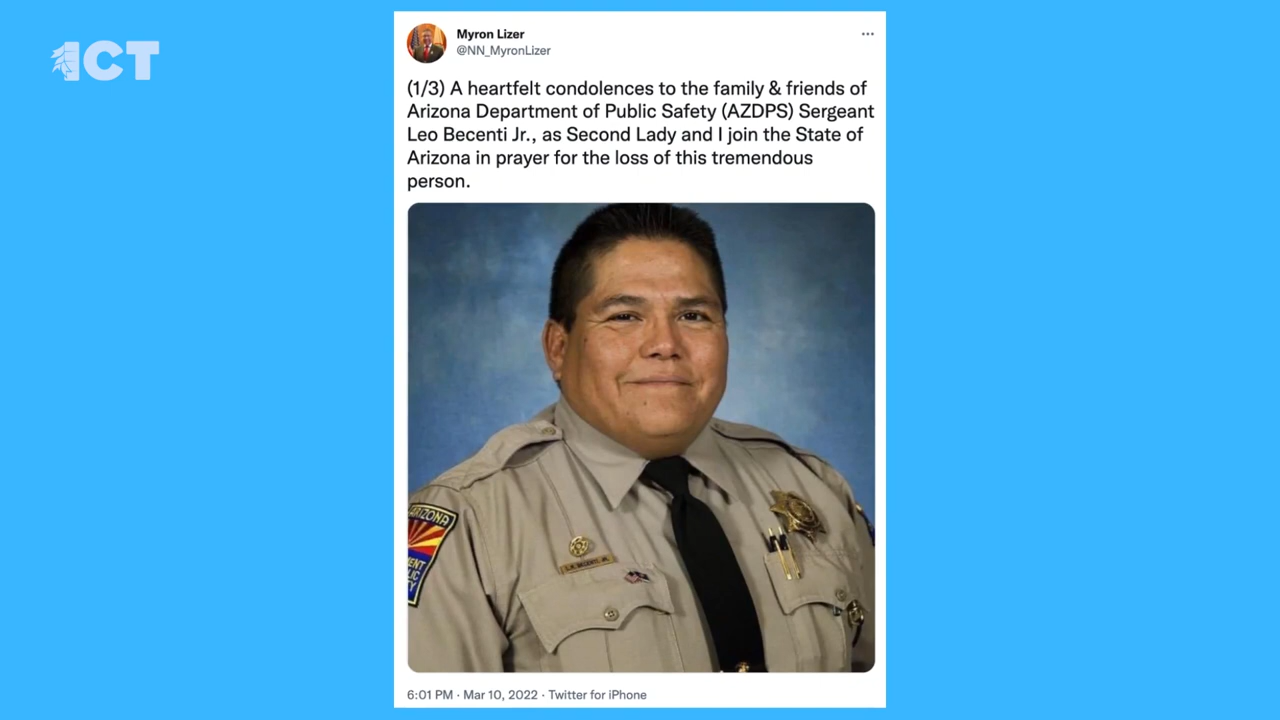 ICT
Myron Lizer
@NN_MyronLizer
(1/3) A heartfelt condolences to the family & friends of
Arizona Department of Public Safety (AZDPS) Sergeant
Leo Becenti Jr., as Second Lady and I join the State of
Arizona in prayer for the loss of this tremendous
person.
ARIZONA
6:01 PM · Mar 10, 2022 · Twitter for iPhone